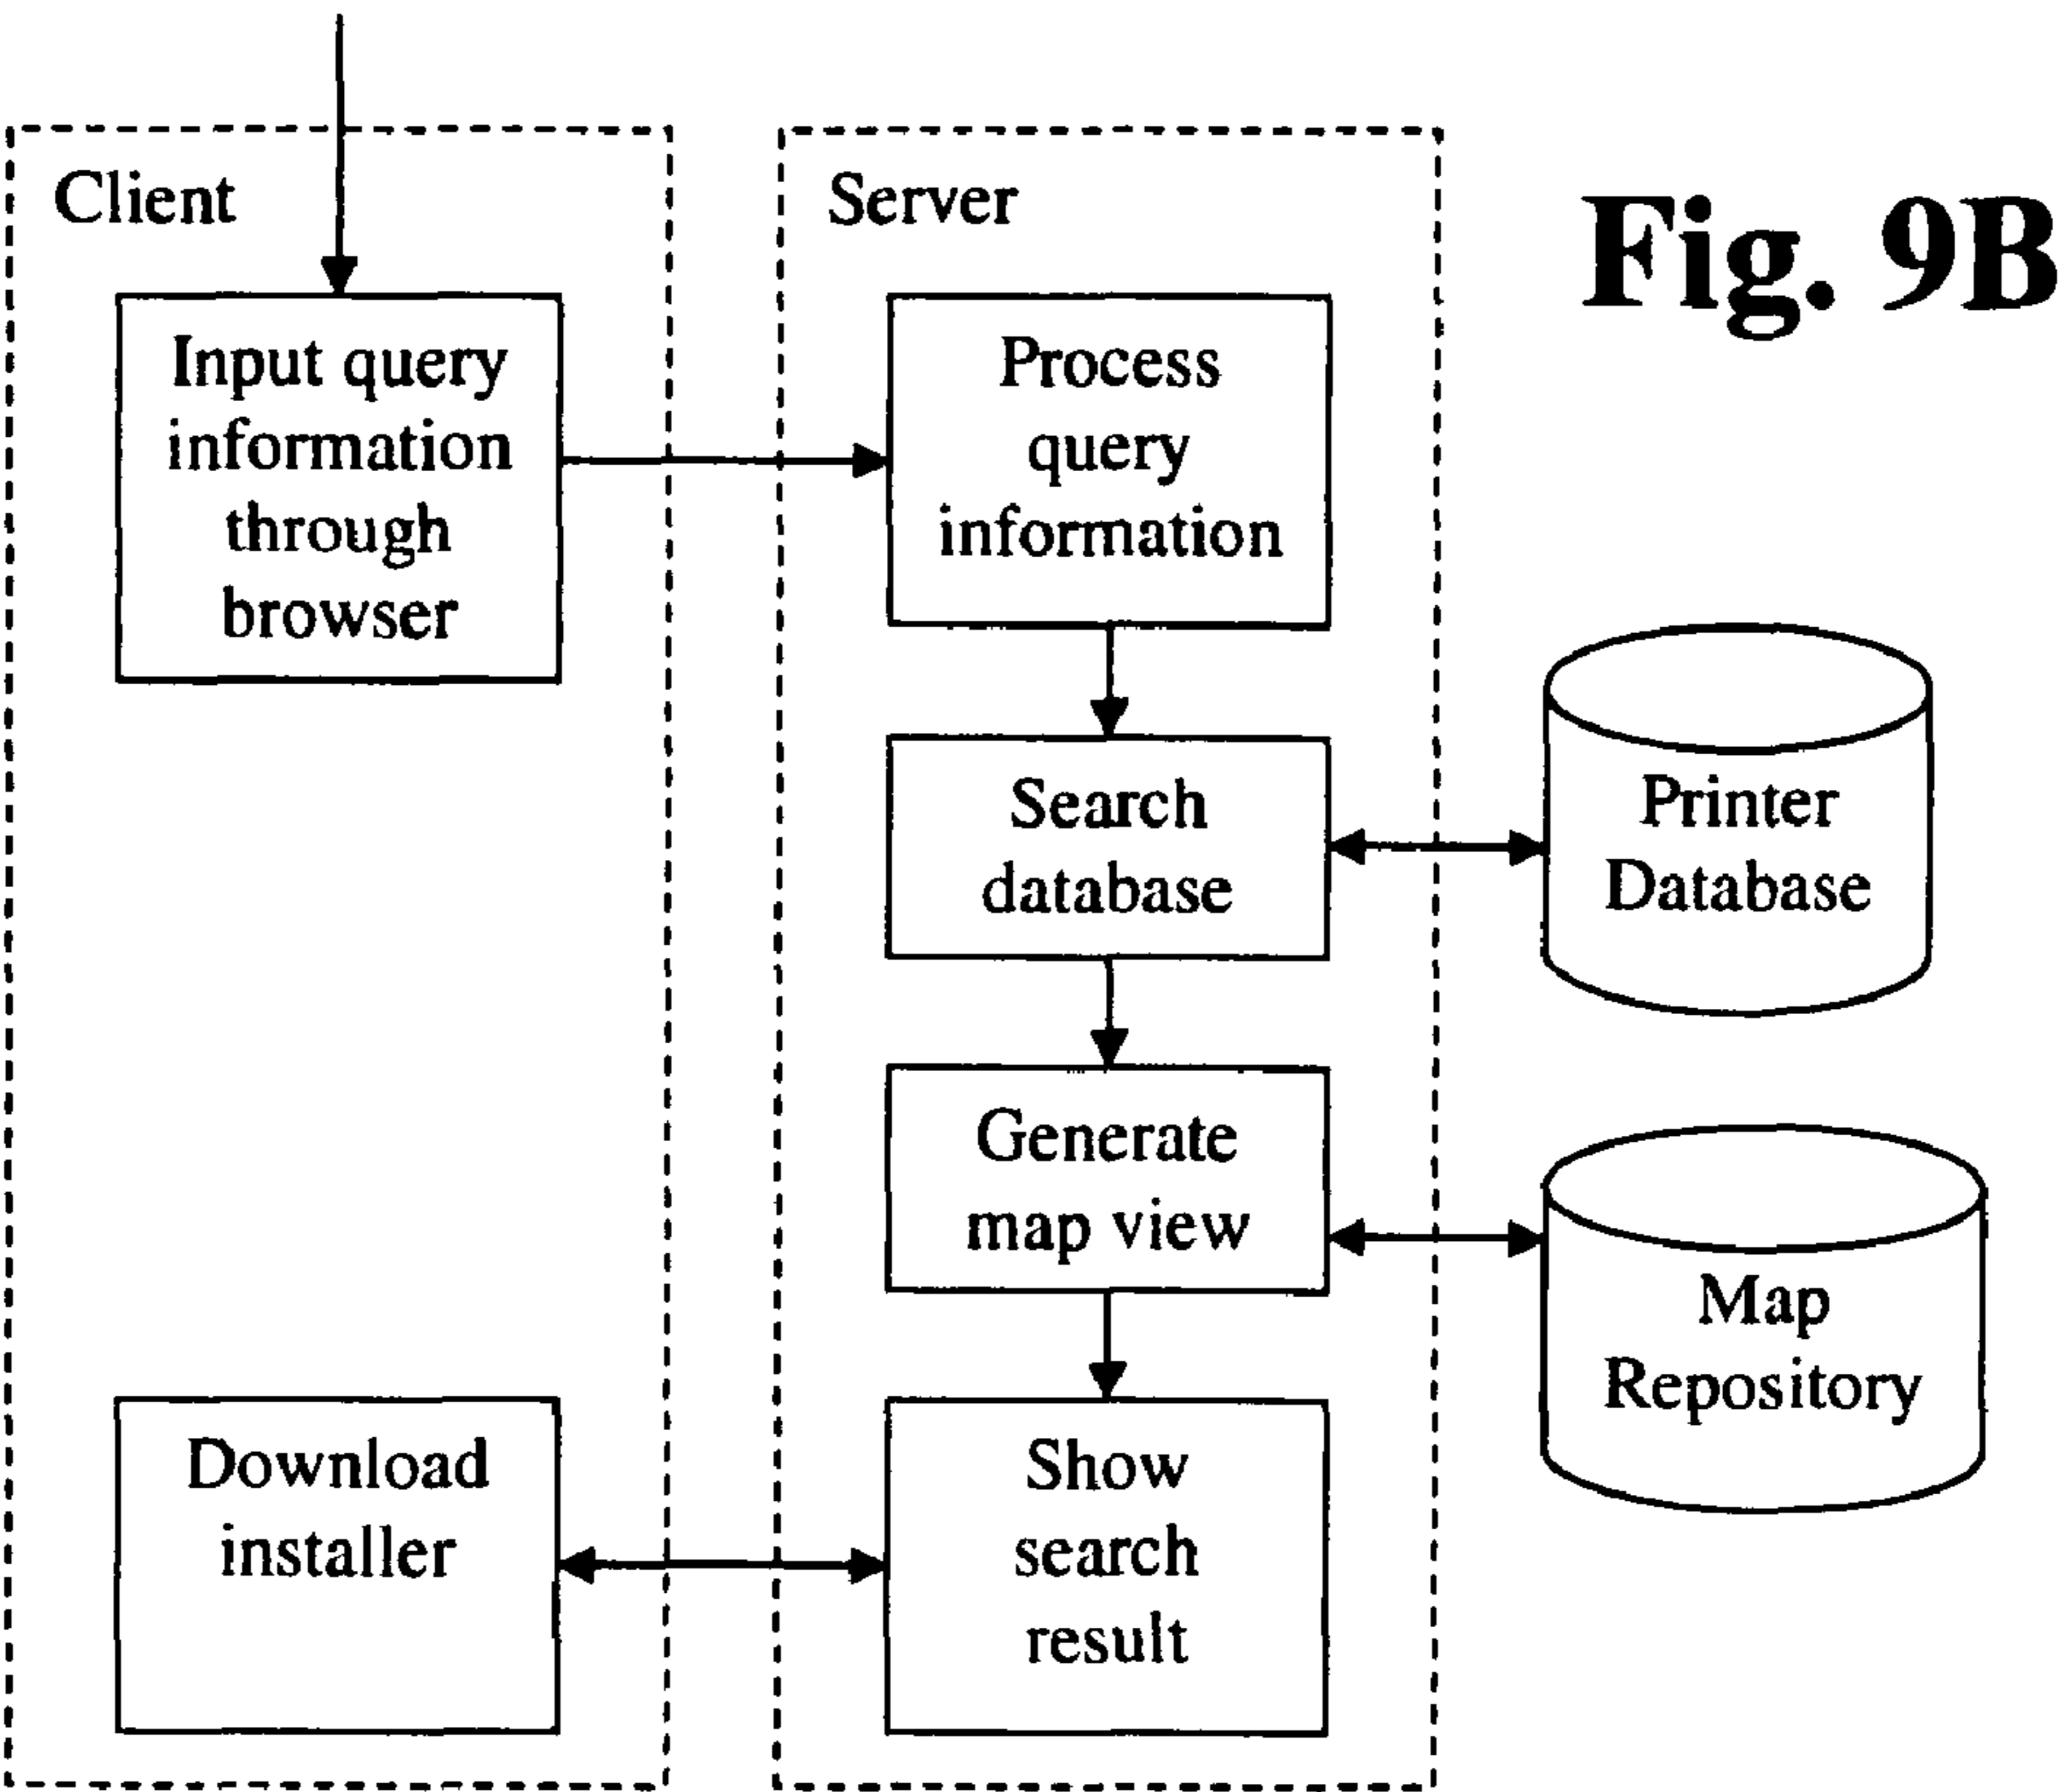 Client
Server
Fig. 9B
Input query
information
through
browser
Process
query
information
Search
database
Printer
Database
Generate
map view
Map
Repository
Download
installer
Show
search
result